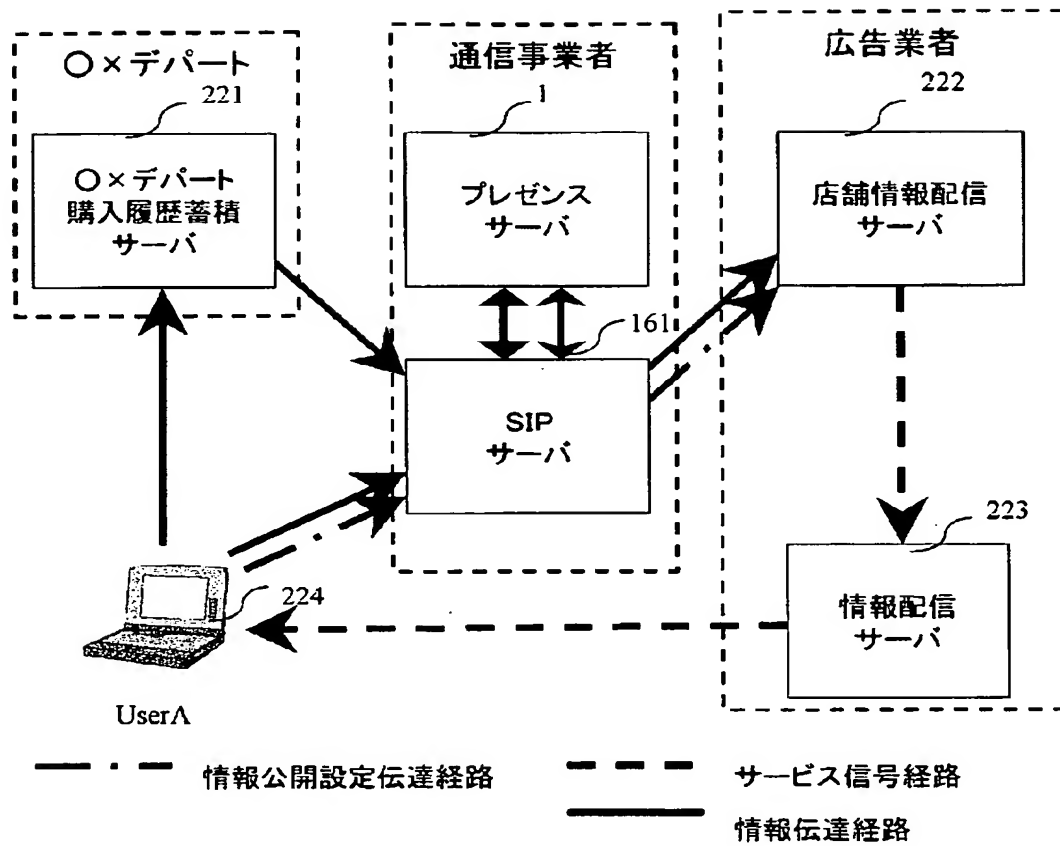 ○×デパート
221
○×デパート
購入履歴蓄積
サーバ
通信事業者
1
プレゼンス
サーバ
161
SIP
サーバ
広告業者
222
店舗情報配信
サーバ
223
情報配信
サーバ
224
UserA
情報公開設定伝達経路
サービス信号経路
情報伝達経路